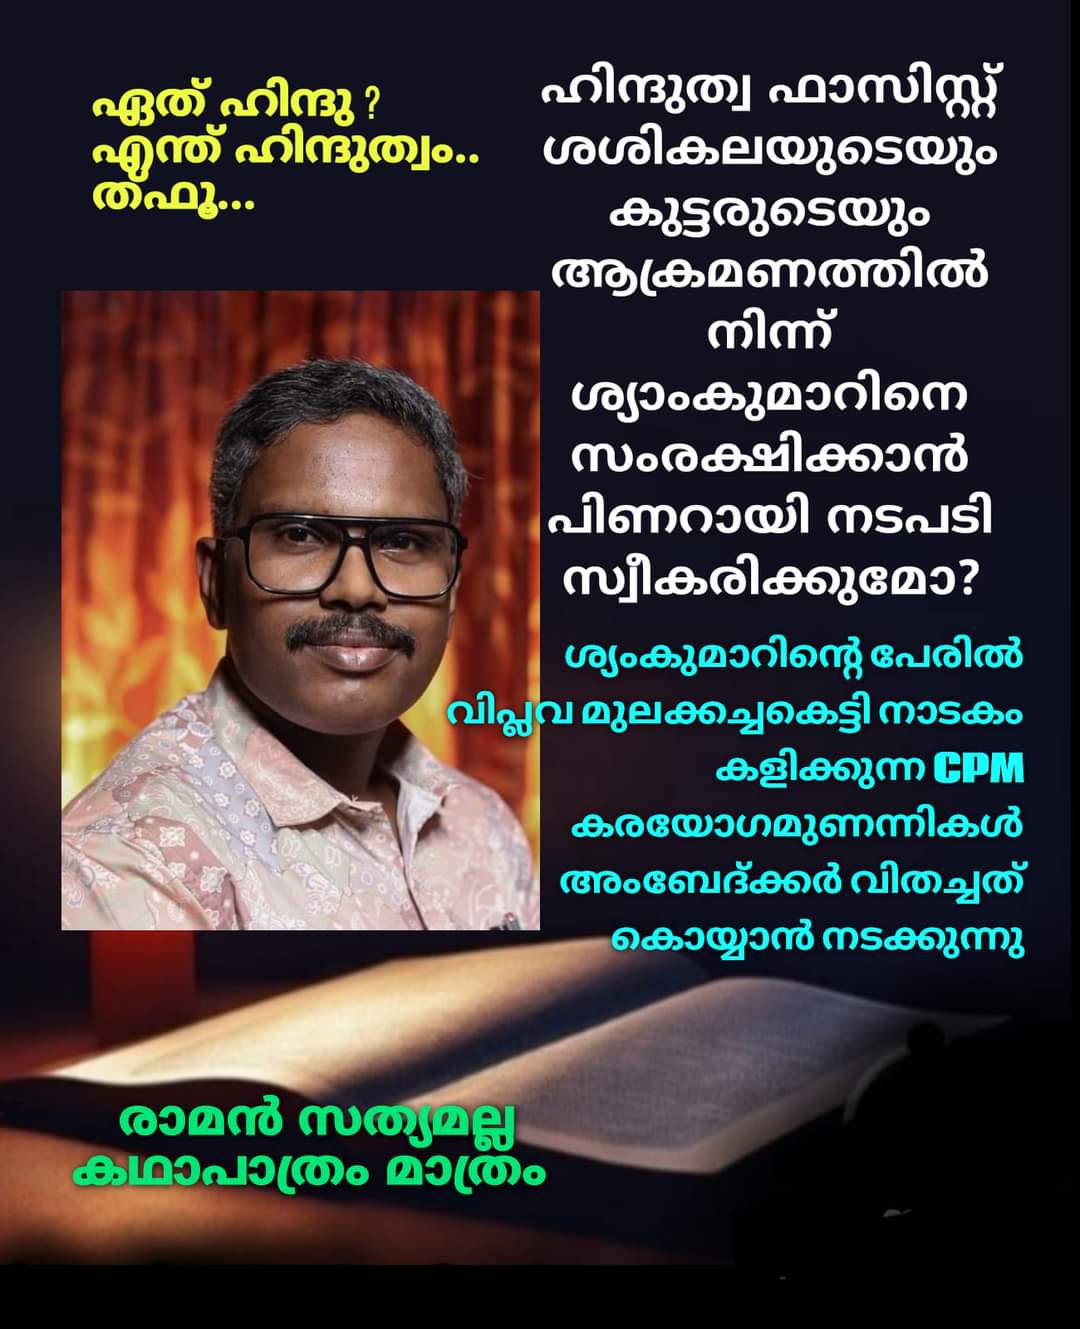 ഏത് ഹിന്ദു ?
എന്ത് ഹിന്ദുത്വം..
ത്ഫൂ...
ഹിന്ദുത്വ ഫാസിസ്റ്റ്
ശശികലയുടെയും
കുട്ടരുടെയും
ആക്രമണത്തിൽ
നിന്ന്
ശ്യാംകുമാറിനെ
സംരക്ഷിക്കാൻ
പിണറായി നടപടി
സ്വീകരിക്കുമോ?
ശ്യംകുമാറിന്റെ പേരിൽ
വിപ്ലവ മുലക്കച്ചകെട്ടി നാടകം
കളിക്കുന്ന CPM
കരയോഗമുണന്നികൾ
അംബേദ്ക്കർ വിതച്ചത്
കൊയ്യാൻ നടക്കുന്നു
രാമൻ സത്യമല്ല
കഥാപാത്രം മാത്രം